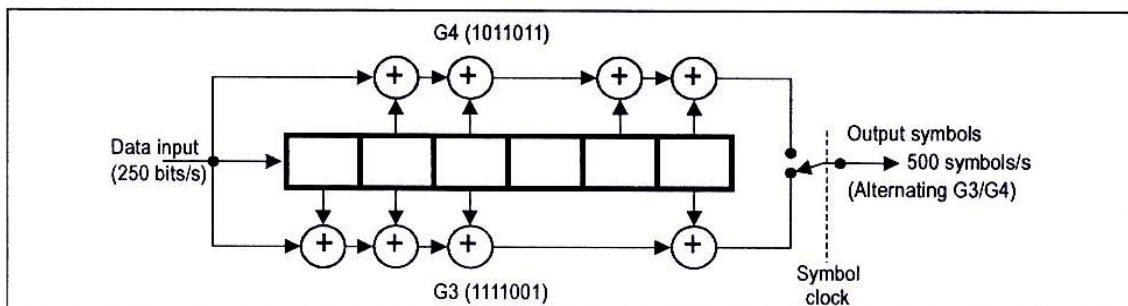 G4 (1011011)
+ + + +
Data input
(250 bits/s)
Output symbols
500 symbols/s
(Alternating G3/G4)
+ + + +
G3 (1111001)
Symbol
clock